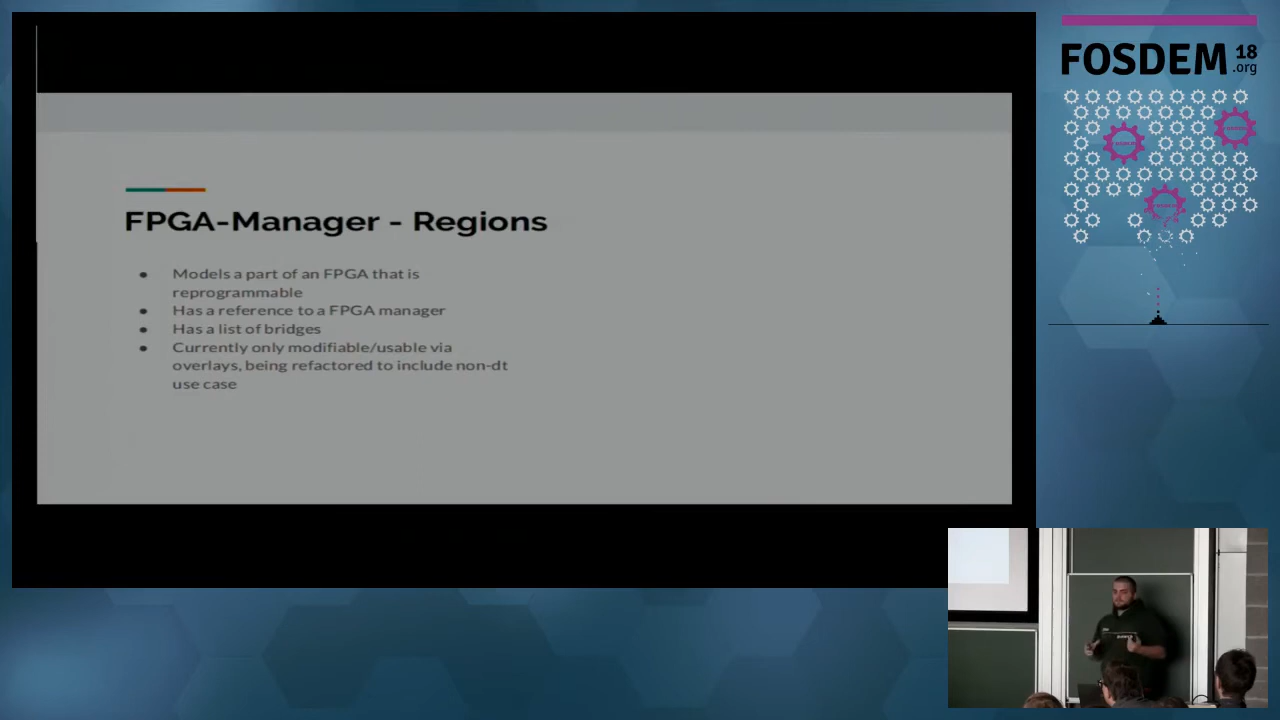 FPGA-Manager - Regions
● Models a part of an FPGA that is
reprogrammable
● Has a reference to a FPGA manager
● Has a list of bridges
● Currently only modifiable/usable via
overlays, being refactored to include non-dt
use case
FOSDEM 18
.org